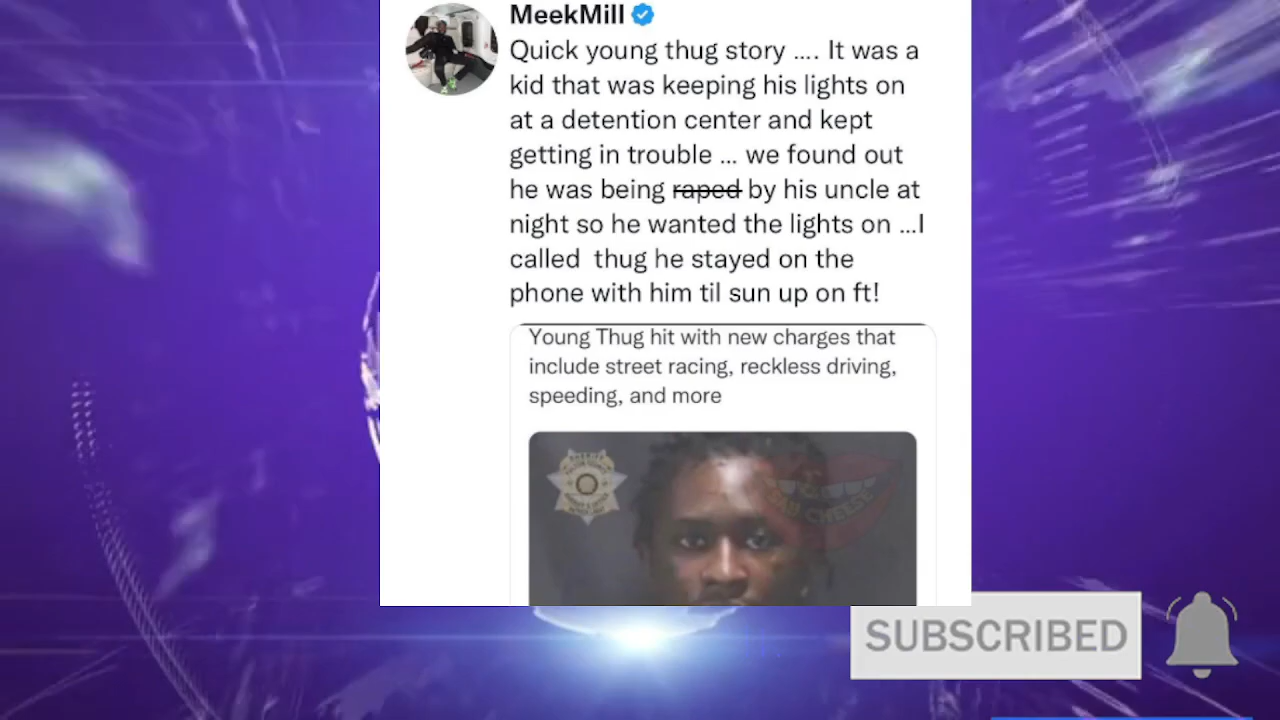 MeekMill
Quick young thug story .... It was a
kid that was keeping his lights on
at a detention center and kept
getting in trouble ... we found out
he was being raped by his uncle at
night so he wanted the lights on ...I
called  thug he stayed on the
phone with him til sun up on ft!
Young Thug hit with new charges that
include street racing, reckless driving,
speeding, and more
SAY CHEESE
SUBSCRIBED